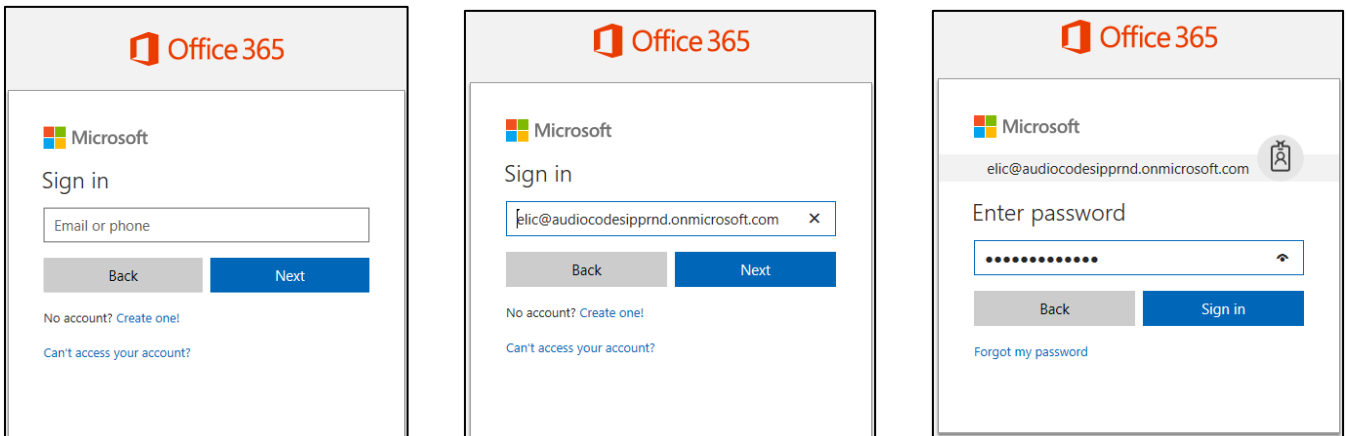 Office 365
Microsoft
Sign in
Email or phone
Back
Next
No account? Create one!
Can't access your account?
Office 365
Microsoft
Sign in
elic@audiocodesipprnd.onmicrosoft.com
Back
Next
No account? Create one!
Can't access your account?
Office 365
Microsoft
elic@audiocodesipprnd.onmicrosoft.com
Enter password
Back
Sign in
Forgot my password